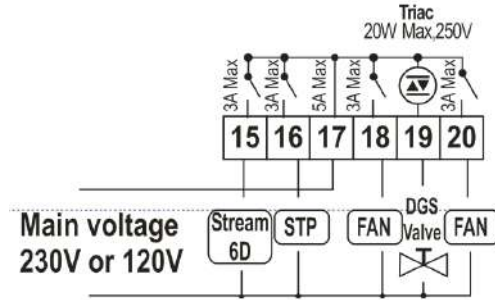 Triac
20W Max,250V
3A Max
3A Max
5A Max
3A Max
3A Max
15 16 17 18 19 20
Main voltage
230V or 120V
Stream
6D
STP
FAN
DGS
Valve
FAN